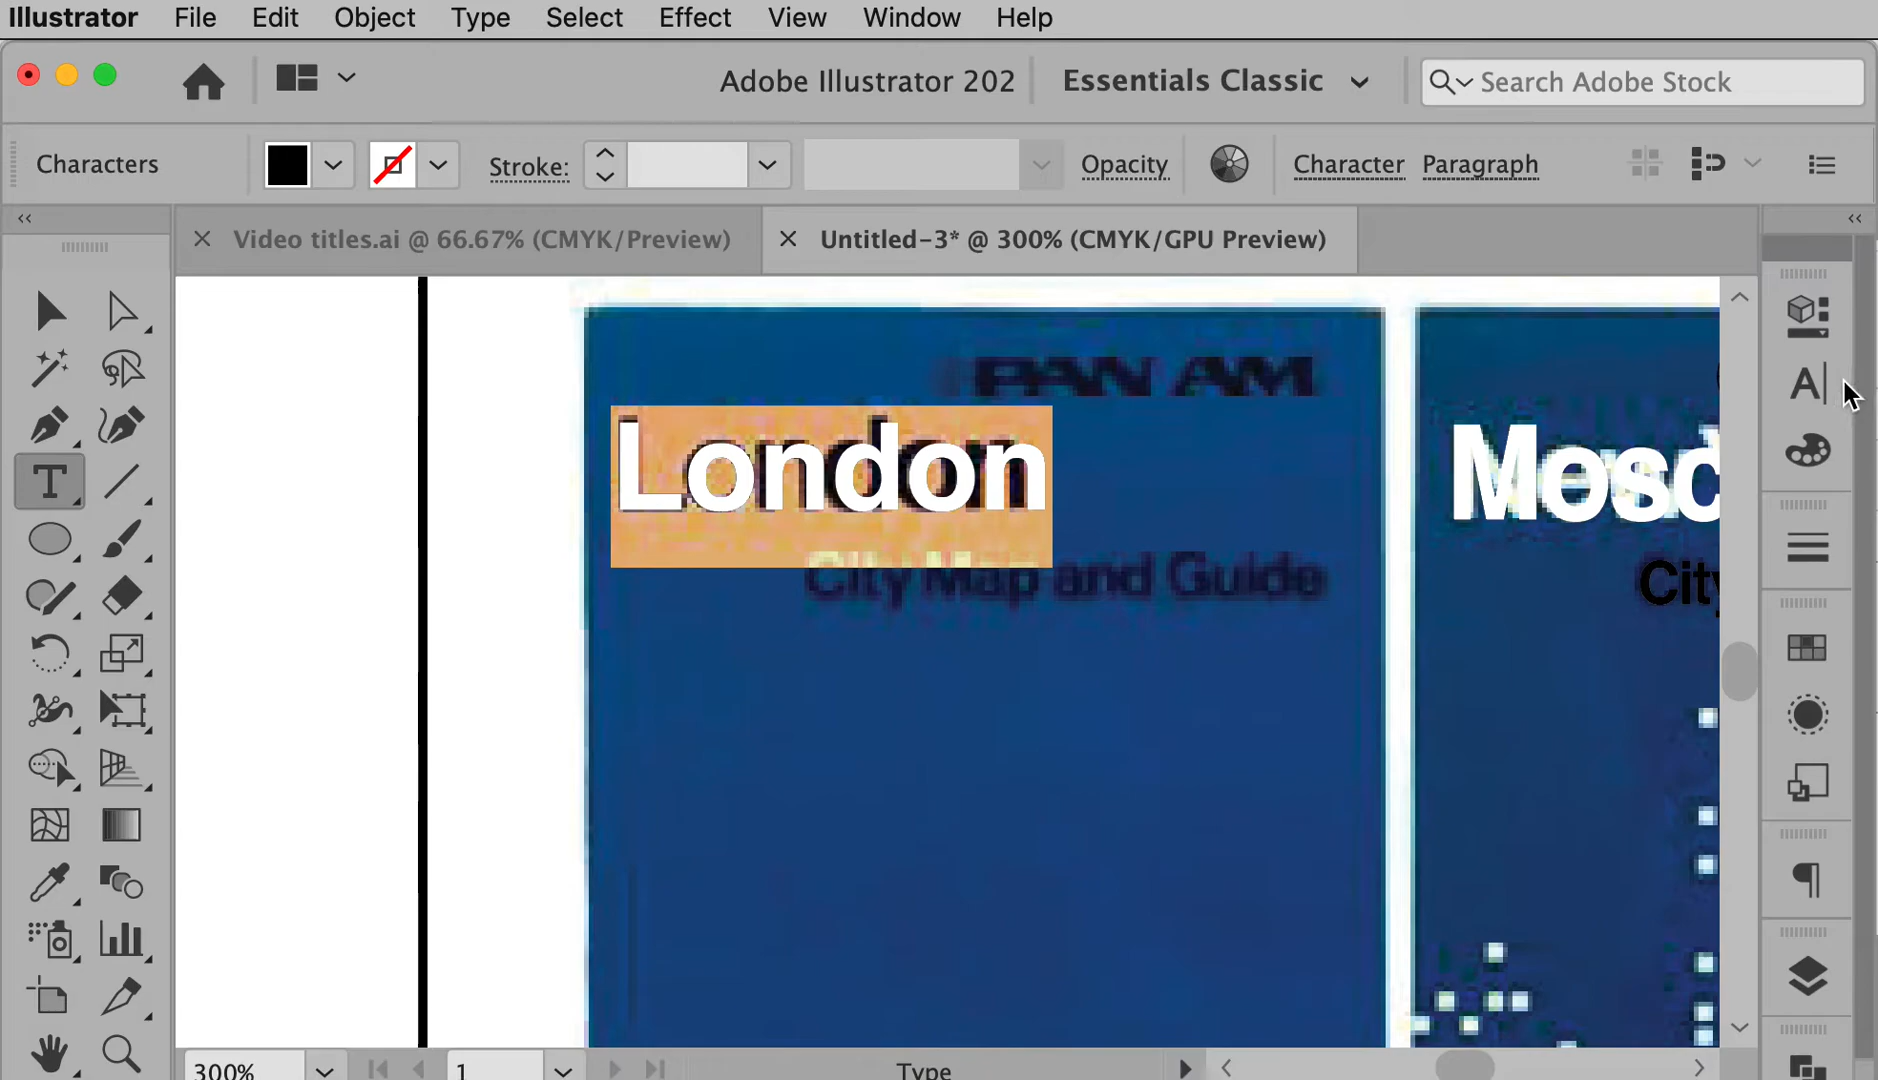 Illustrator File Edit Object Type Select Effect View Window Help
Adobe Illustrator 202 Essentials Classic Search Adobe Stock
Characters Stroke: Opacity Character Paragraph
Video titles.ai @ 66.67% (CMYK/Preview) Untitled-3* @ 300% (CMYK/GPU Preview)
PAN AM
London
City Map and Guide
Mosc
City
300% 1 Type